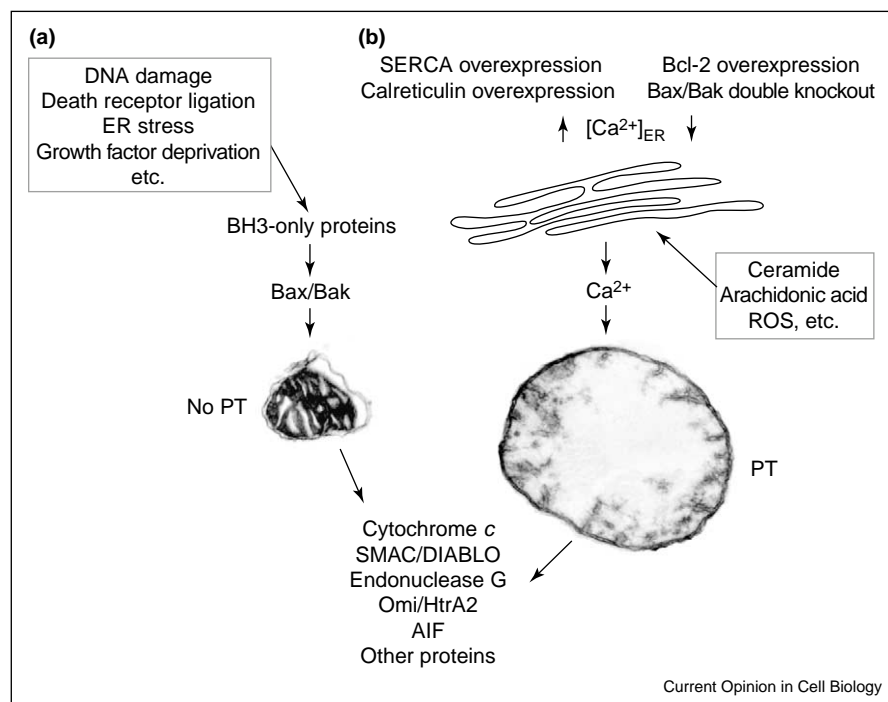 (a)
DNA damage
Death receptor ligation
ER stress
Growth factor deprivation
etc.
BH3-only proteins
Bax/Bak
No PT
(b)
SERCA overexpression
Calreticulin overexpression
Bcl-2 overexpression
Bax/Bak double knockout
[Ca²⁺]ER
Ca²⁺
Ceramide
Arachidonic acid
ROS, etc.
PT
Cytochrome c
SMAC/DIABLO
Endonuclease G
Omi/HtrA2
AIF
Other proteins
Current Opinion in Cell Biology